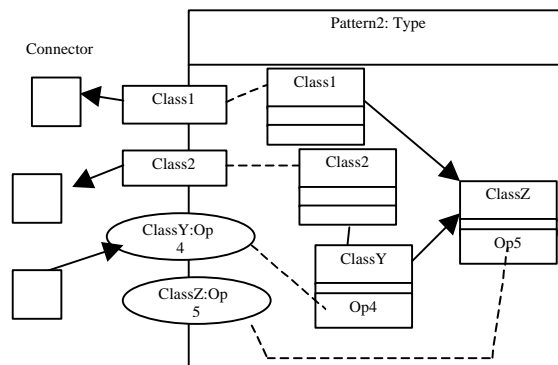 Pattern2: Type
Connector
Class1
Class1
Class2
Class2
ClassZ
Op5
ClassY:Op
4
ClassY
Op4
ClassZ:Op
5